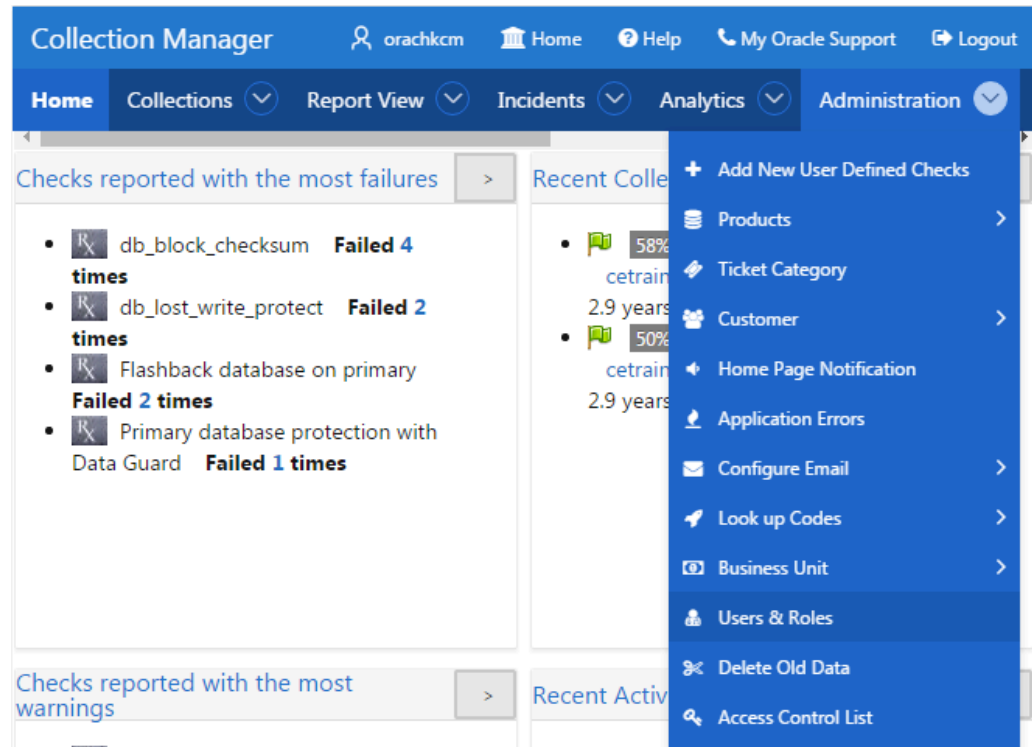 Collection Manager orachkcm Home Help My Oracle Support Logout
Home Collections Report View Incidents Analytics Administration
Checks reported with the most failures >
Rx db_block_checksum Failed 4
times
Rx db_lost_write_protect Failed 2
times
Rx Flashback database on primary
Failed 2 times
Rx Primary database protection with
Data Guard Failed 1 times
Recent Colle
58%
cetrain
2.9 years
50%
cetrain
2.9 years
Add New User Defined Checks
Products
Ticket Category
Customer
Home Page Notification
Application Errors
Configure Email
Look up Codes
Business Unit
Users & Roles
Delete Old Data
Access Control List
Checks reported with the most
warnings >
Recent Activ